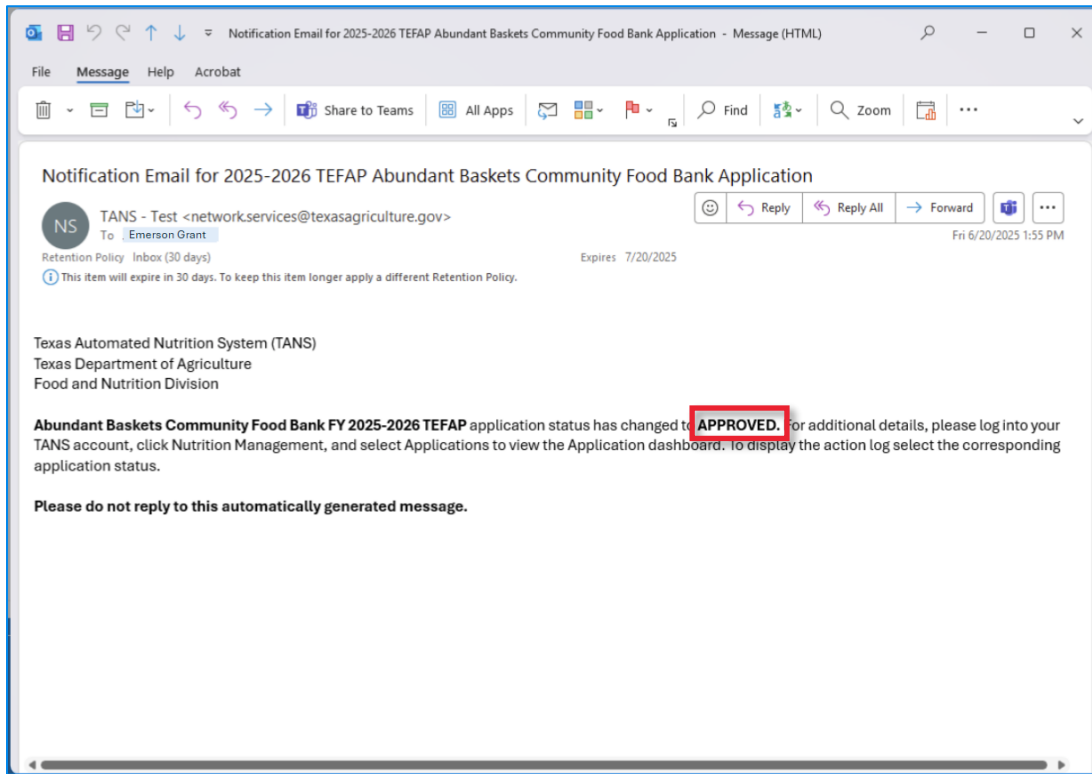 Notification Email for 2025-2026 TEFAP Abundant Baskets Community Food Bank Application - Message (HTML)
File Message Help Acrobat
Share to Teams All Apps Find Zoom
Notification Email for 2025-2026 TEFAP Abundant Baskets Community Food Bank Application
NS
TANS - Test <network.services@texasagriculture.gov>
To Emerson Grant
Reply Reply All Forward
Fri 6/20/2025 1:55 PM
Retention Policy Inbox (30 days) Expires 7/20/2025
This item will expire in 30 days. To keep this item longer apply a different Retention Policy.
Texas Automated Nutrition System (TANS)
Texas Department of Agriculture
Food and Nutrition Division
Abundant Baskets Community Food Bank FY 2025-2026 TEFAP application status has changed to APPROVED. For additional details, please log into your
TANS account, click Nutrition Management, and select Applications to view the Application dashboard. To display the action log select the corresponding
application status.
Please do not reply to this automatically generated message.